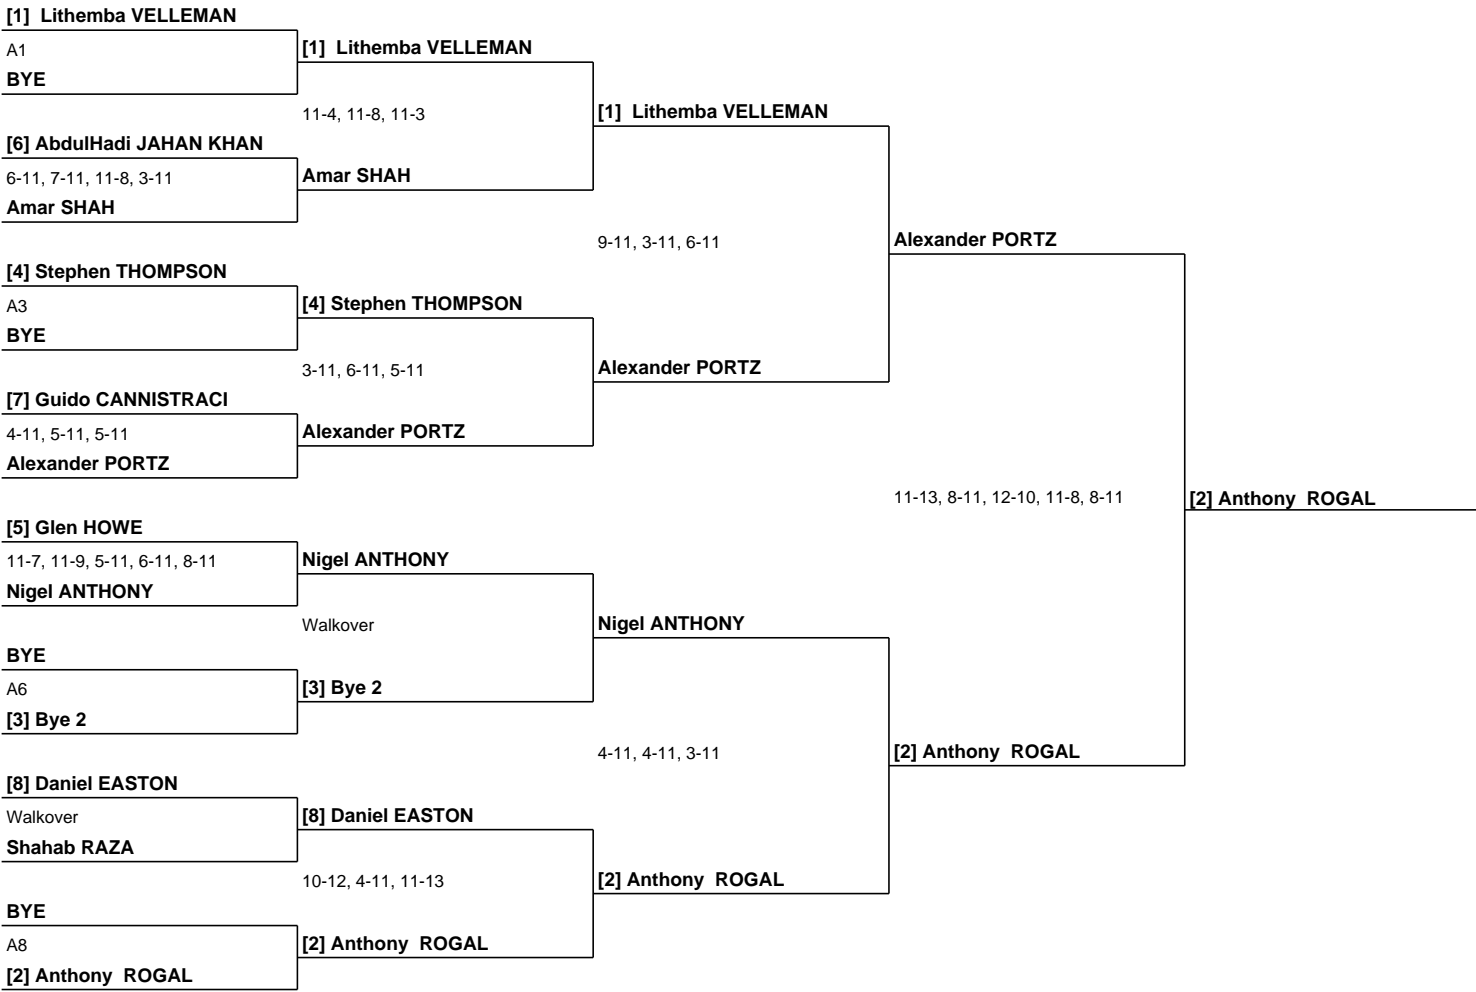 [1] Lithemba VELLEMAN
A1
BYE
[6] AbdulHadi JAHAN KHAN
6-11, 7-11, 11-8, 3-11
Amar SHAH
[4] Stephen THOMPSON
A3
BYE
[7] Guido CANNISTRACI
4-11, 5-11, 5-11
Alexander PORTZ
[5] Glen HOWE
11-7, 11-9, 5-11, 6-11, 8-11
Nigel ANTHONY
BYE
A6
[3] Bye 2
[8] Daniel EASTON
Walkover
Shahab RAZA
BYE
A8
[2] Anthony ROGAL
[1] Lithemba VELLEMAN
11-4, 11-8, 11-3
Amar SHAH
[4] Stephen THOMPSON
3-11, 6-11, 5-11
Alexander PORTZ
Nigel ANTHONY
Walkover
[3] Bye 2
[8] Daniel EASTON
10-12, 4-11, 11-13
[2] Anthony ROGAL
[1] Lithemba VELLEMAN
9-11, 3-11, 6-11
Alexander PORTZ
Nigel ANTHONY
4-11, 4-11, 3-11
[2] Anthony ROGAL
Alexander PORTZ
11-13, 8-11, 12-10, 11-8, 8-11
[2] Anthony ROGAL
[2] Anthony ROGAL